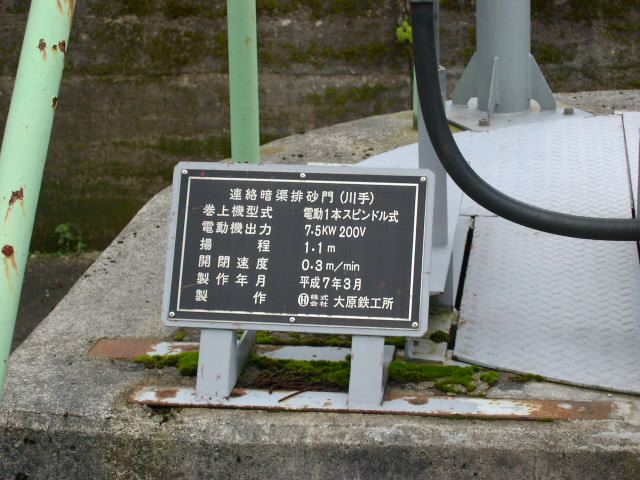 連絡暗渠排砂門(川手)
巻上機型式 電動1本スピンドル式
電動機出力 7.5KW 200V
揚程 1.1m
開閉速度 0.3m/min
製作年月 平成7年3月
製作 ㊐株式会社 大原鉄工所